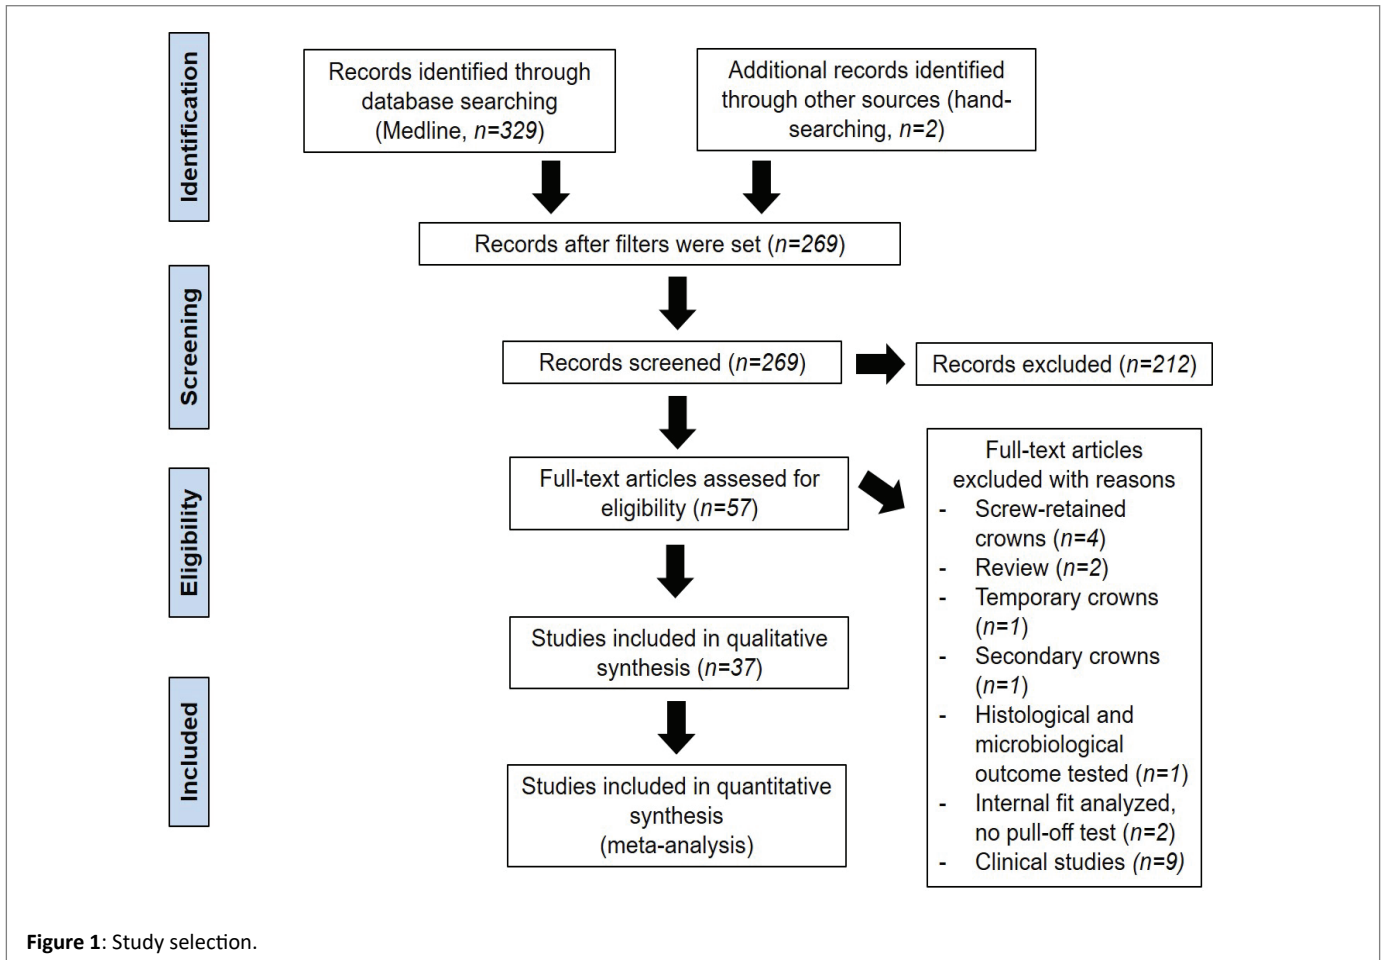 Identification
Records identified through
database searching
(Medline, n=329)
Additional records identified
through other sources (hand-
searching, n=2)
Records after filters were set (n=269)
Screening
Records screened (n=269)
Records excluded (n=212)
Eligibility
Full-text articles assesed for
eligibility (n=57)
Full-text articles
excluded with reasons
- Screw-retained
crowns (n=4)
- Review (n=2)
- Temporary crowns
(n=1)
- Secondary crowns
(n=1)
- Histological and
microbiological
outcome tested (n=1)
- Internal fit analyzed,
no pull-off test (n=2)
- Clinical studies (n=9)
Studies included in qualitative
synthesis (n=37)
Included
Studies included in quantitative
synthesis
(meta-analysis)
Figure 1: Study selection.